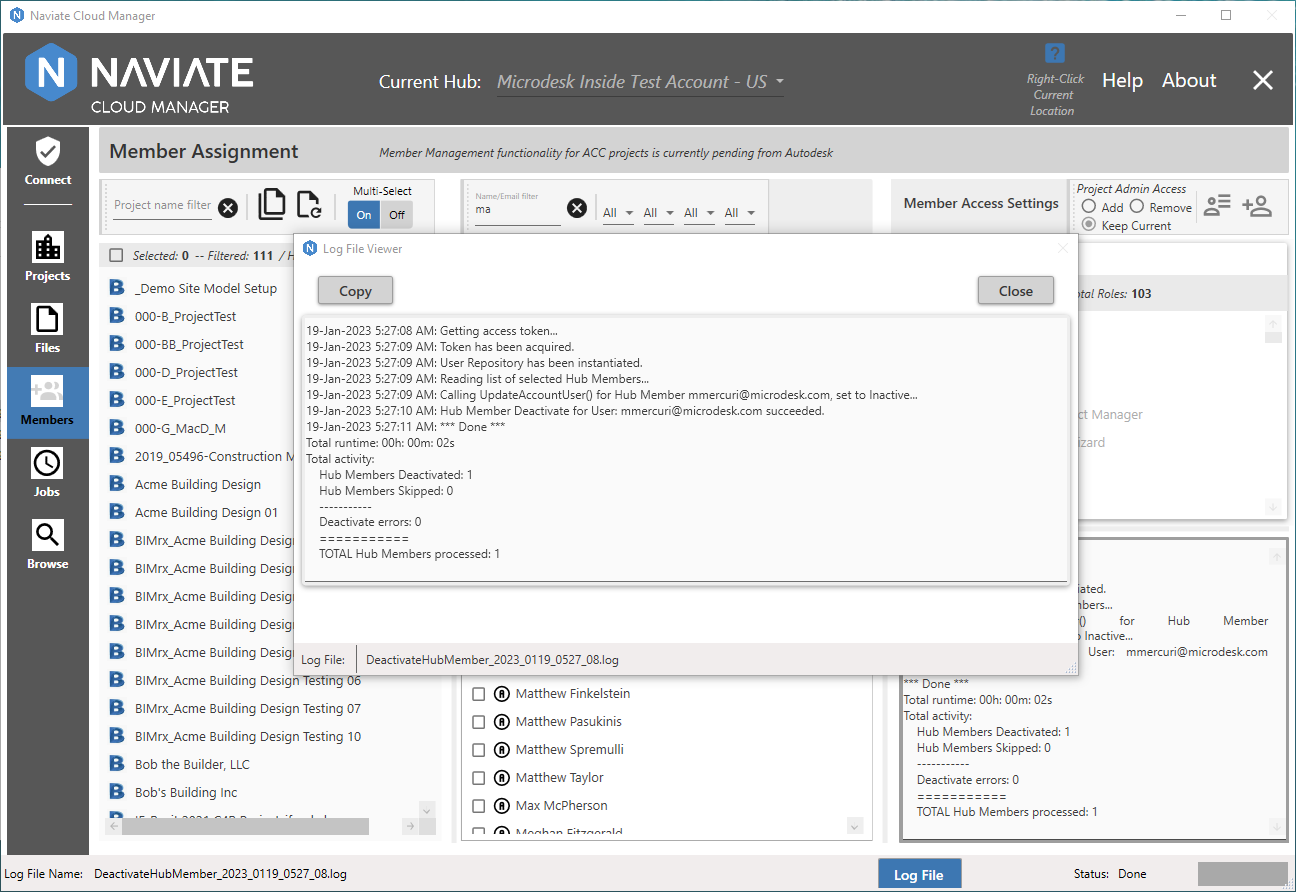 Naviate Cloud Manager
NAVIATE
CLOUD MANAGER
Current Hub: Microdesk Inside Test Account - US
?
Right-Click
Current
Location
Help About
Connect
Projects
Files
Members
Jobs
Browse
Member Assignment
Member Management functionality for ACC projects is currently pending from Autodesk
Project name filter
Multi-Select
On Off
Name/Email filter
ma
All All All All
Member Access Settings
Project Admin Access
Add Remove
Keep Current
Selected: 0 -- Filtered: 111 / H
_Demo Site Model Setup
000-B_ProjectTest
000-BB_ProjectTest
000-D_ProjectTest
000-E_ProjectTest
000-G_MacD_M
2019_05496-Construction M
Acme Building Design
Acme Building Design 01
BIMrx_Acme Building Desig
BIMrx_Acme Building Desig
BIMrx_Acme Building Desig
BIMrx_Acme Building Desig
BIMrx_Acme Building Desig
BIMrx_Acme Building Design Testing 06
BIMrx_Acme Building Design Testing 07
BIMrx_Acme Building Design Testing 10
Bob the Builder, LLC
Bob's Building Inc
Log File Viewer
Copy
Close
19-Jan-2023 5:27:08 AM: Getting access token...
19-Jan-2023 5:27:09 AM: Token has been acquired.
19-Jan-2023 5:27:09 AM: User Repository has been instantiated.
19-Jan-2023 5:27:09 AM: Reading list of selected Hub Members...
19-Jan-2023 5:27:09 AM: Calling UpdateAccountUser() for Hub Member mmercuri@microdesk.com, set to Inactive...
19-Jan-2023 5:27:10 AM: Hub Member Deactivate for User: mmercuri@microdesk.com succeeded.
19-Jan-2023 5:27:11 AM: *** Done ***
Total runtime: 00h: 00m: 02s
Total activity:
Hub Members Deactivated: 1
Hub Members Skipped: 0
-----------
Deactivate errors: 0
===========
TOTAL Hub Members processed: 1
Log File: DeactivateHubMember_2023_0119_0527_08.log
Matthew Finkelstein
Matthew Pasukinis
Matthew Spremulli
Matthew Taylor
Max McPherson
Meghan Fitzgerald
otal Roles: 103
ct Manager
izard
iated.
nbers...
() for Hub Member
o Inactive...
User: mmercuri@microdesk.com
*** Done ***
Total runtime: 00h: 00m: 02s
Total activity:
Hub Members Deactivated: 1
Hub Members Skipped: 0
-----------
Deactivate errors: 0
===========
TOTAL Hub Members processed: 1
Log File Name: DeactivateHubMember_2023_0119_0527_08.log
Log File
Status: Done